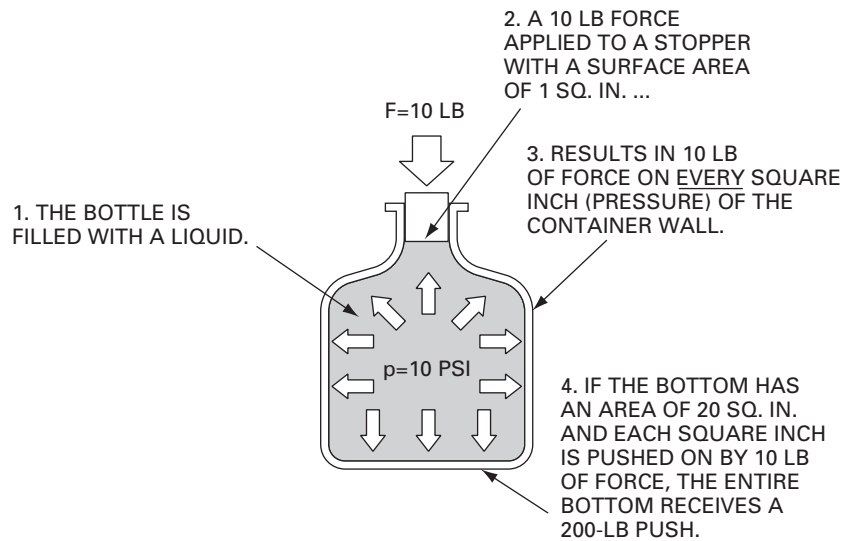 2. A 10 LB FORCE
APPLIED TO A STOPPER
WITH A SURFACE AREA
OF 1 SQ. IN. ...
F=10 LB
3. RESULTS IN 10 LB
OF FORCE ON EVERY SQUARE
INCH (PRESSURE) OF THE
CONTAINER WALL.
1. THE BOTTLE IS
FILLED WITH A LIQUID.
p=10 PSI
4. IF THE BOTTOM HAS
AN AREA OF 20 SQ. IN.
AND EACH SQUARE INCH
IS PUSHED ON BY 10 LB
OF FORCE, THE ENTIRE
BOTTOM RECEIVES A
200-LB PUSH.